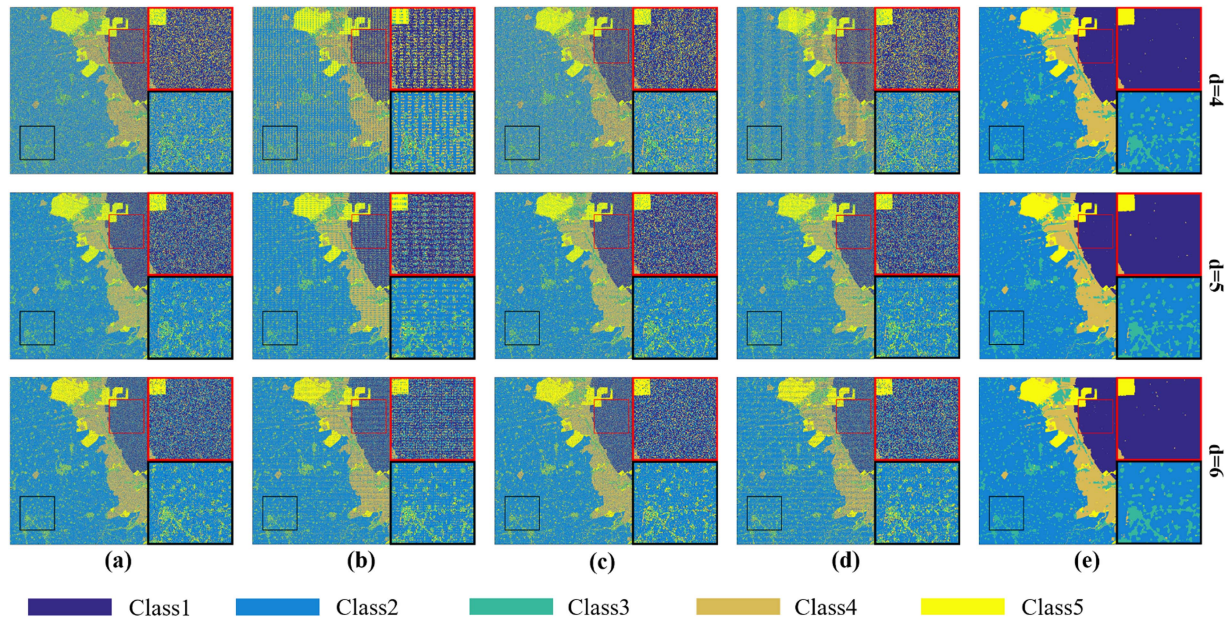 d=4
d=5
d=6
(a) (b) (c) (d) (e)
Class1 Class2 Class3 Class4 Class5